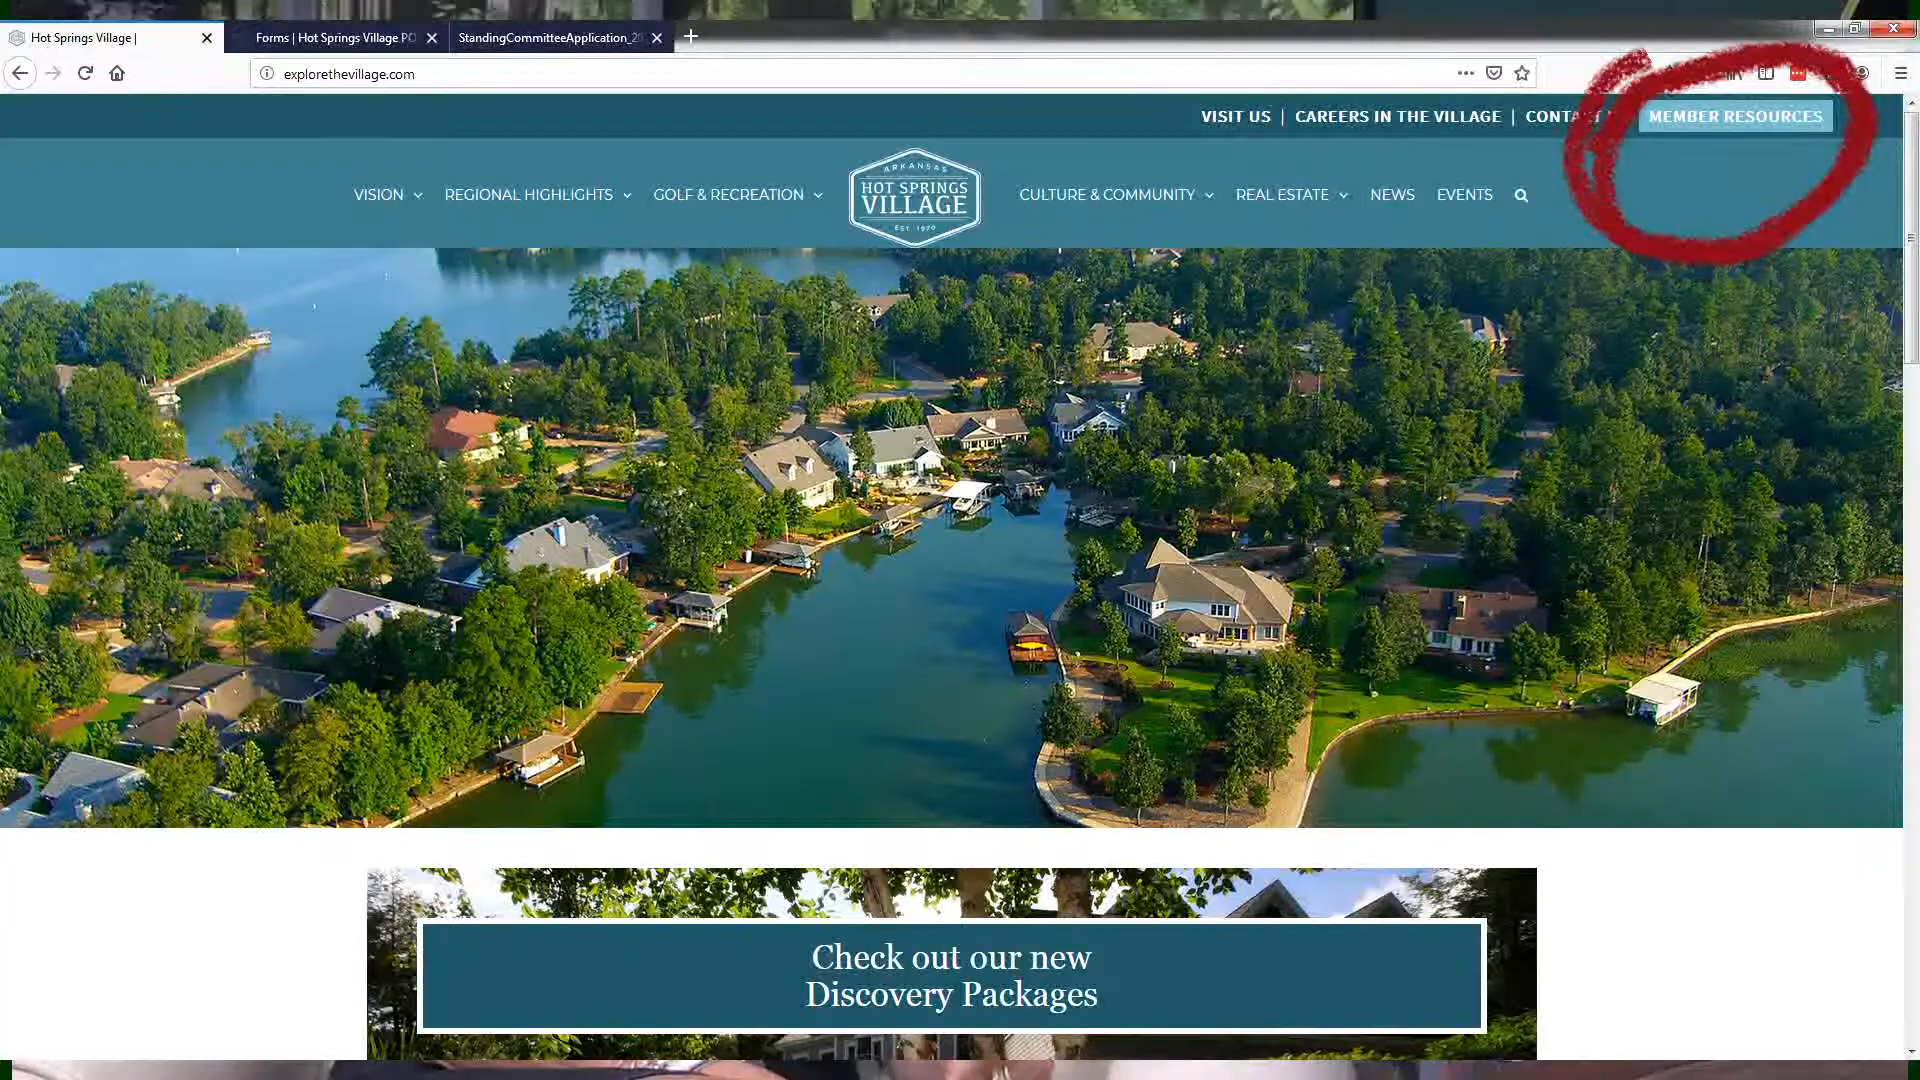 Hot Springs Village |
Forms | Hot Springs Village PO
StandingCommitteeApplication_20
explorethevillage.com
VISIT US | CAREERS IN THE VILLAGE |
MEMBER RESOURCES
VISION
REGIONAL HIGHLIGHTS
GOLF & RECREATION
ARKANSAS
HOT SPRINGS
VILLAGE
EST. 1970
CULTURE & COMMUNITY
REAL ESTATE
NEWS
EVENTS
Check out our new
Discovery Packages